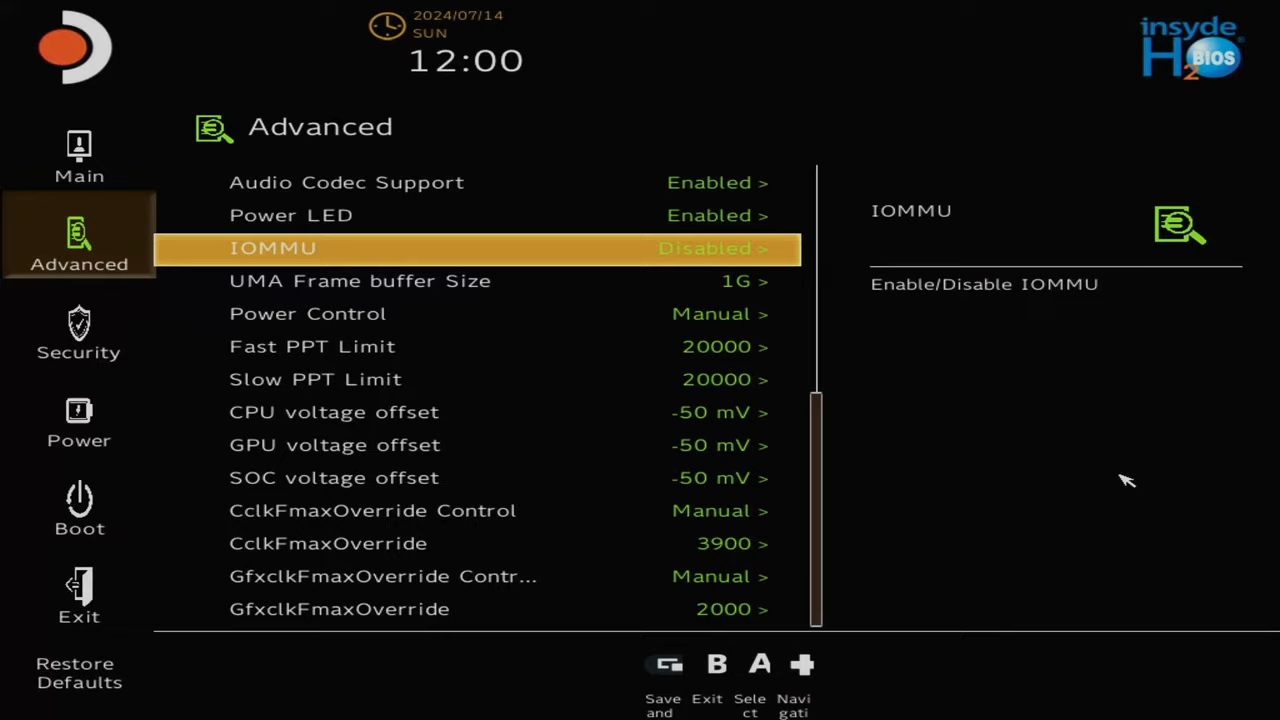 2024/07/14
SUN
12:00
insyde
H2BIOS
Advanced
Main
Advanced
Security
Power
Boot
Exit
Restore
Defaults
Audio Codec Support Enabled >
Power LED Enabled >
IOMMU Disabled >
UMA Frame buffer Size 1G >
Power Control Manual >
Fast PPT Limit 20000 >
Slow PPT Limit 20000 >
CPU voltage offset -50 mV >
GPU voltage offset -50 mV >
SOC voltage offset -50 mV >
CclkFmaxOverride Control Manual >
CclkFmaxOverride 3900 >
GfxclkFmaxOverride Contr... Manual >
GfxclkFmaxOverride 2000 >
IOMMU
Enable/Disable IOMMU
B A
Save Exit Sele Navi
and ct gati